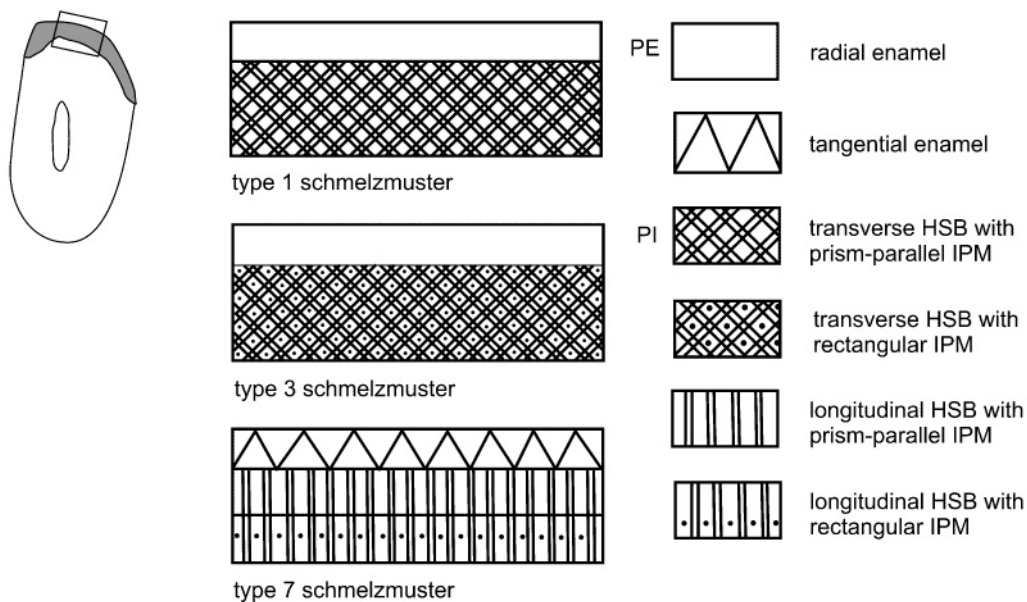 type 1 schmelzmuster
type 3 schmelzmuster
type 7 schmelzmuster
PE
radial enamel
tangential enamel
PI
transverse HSB with
prism-parallel IPM
transverse HSB with
rectangular IPM
longitudinal HSB with
prism-parallel IPM
longitudinal HSB with
rectangular IPM